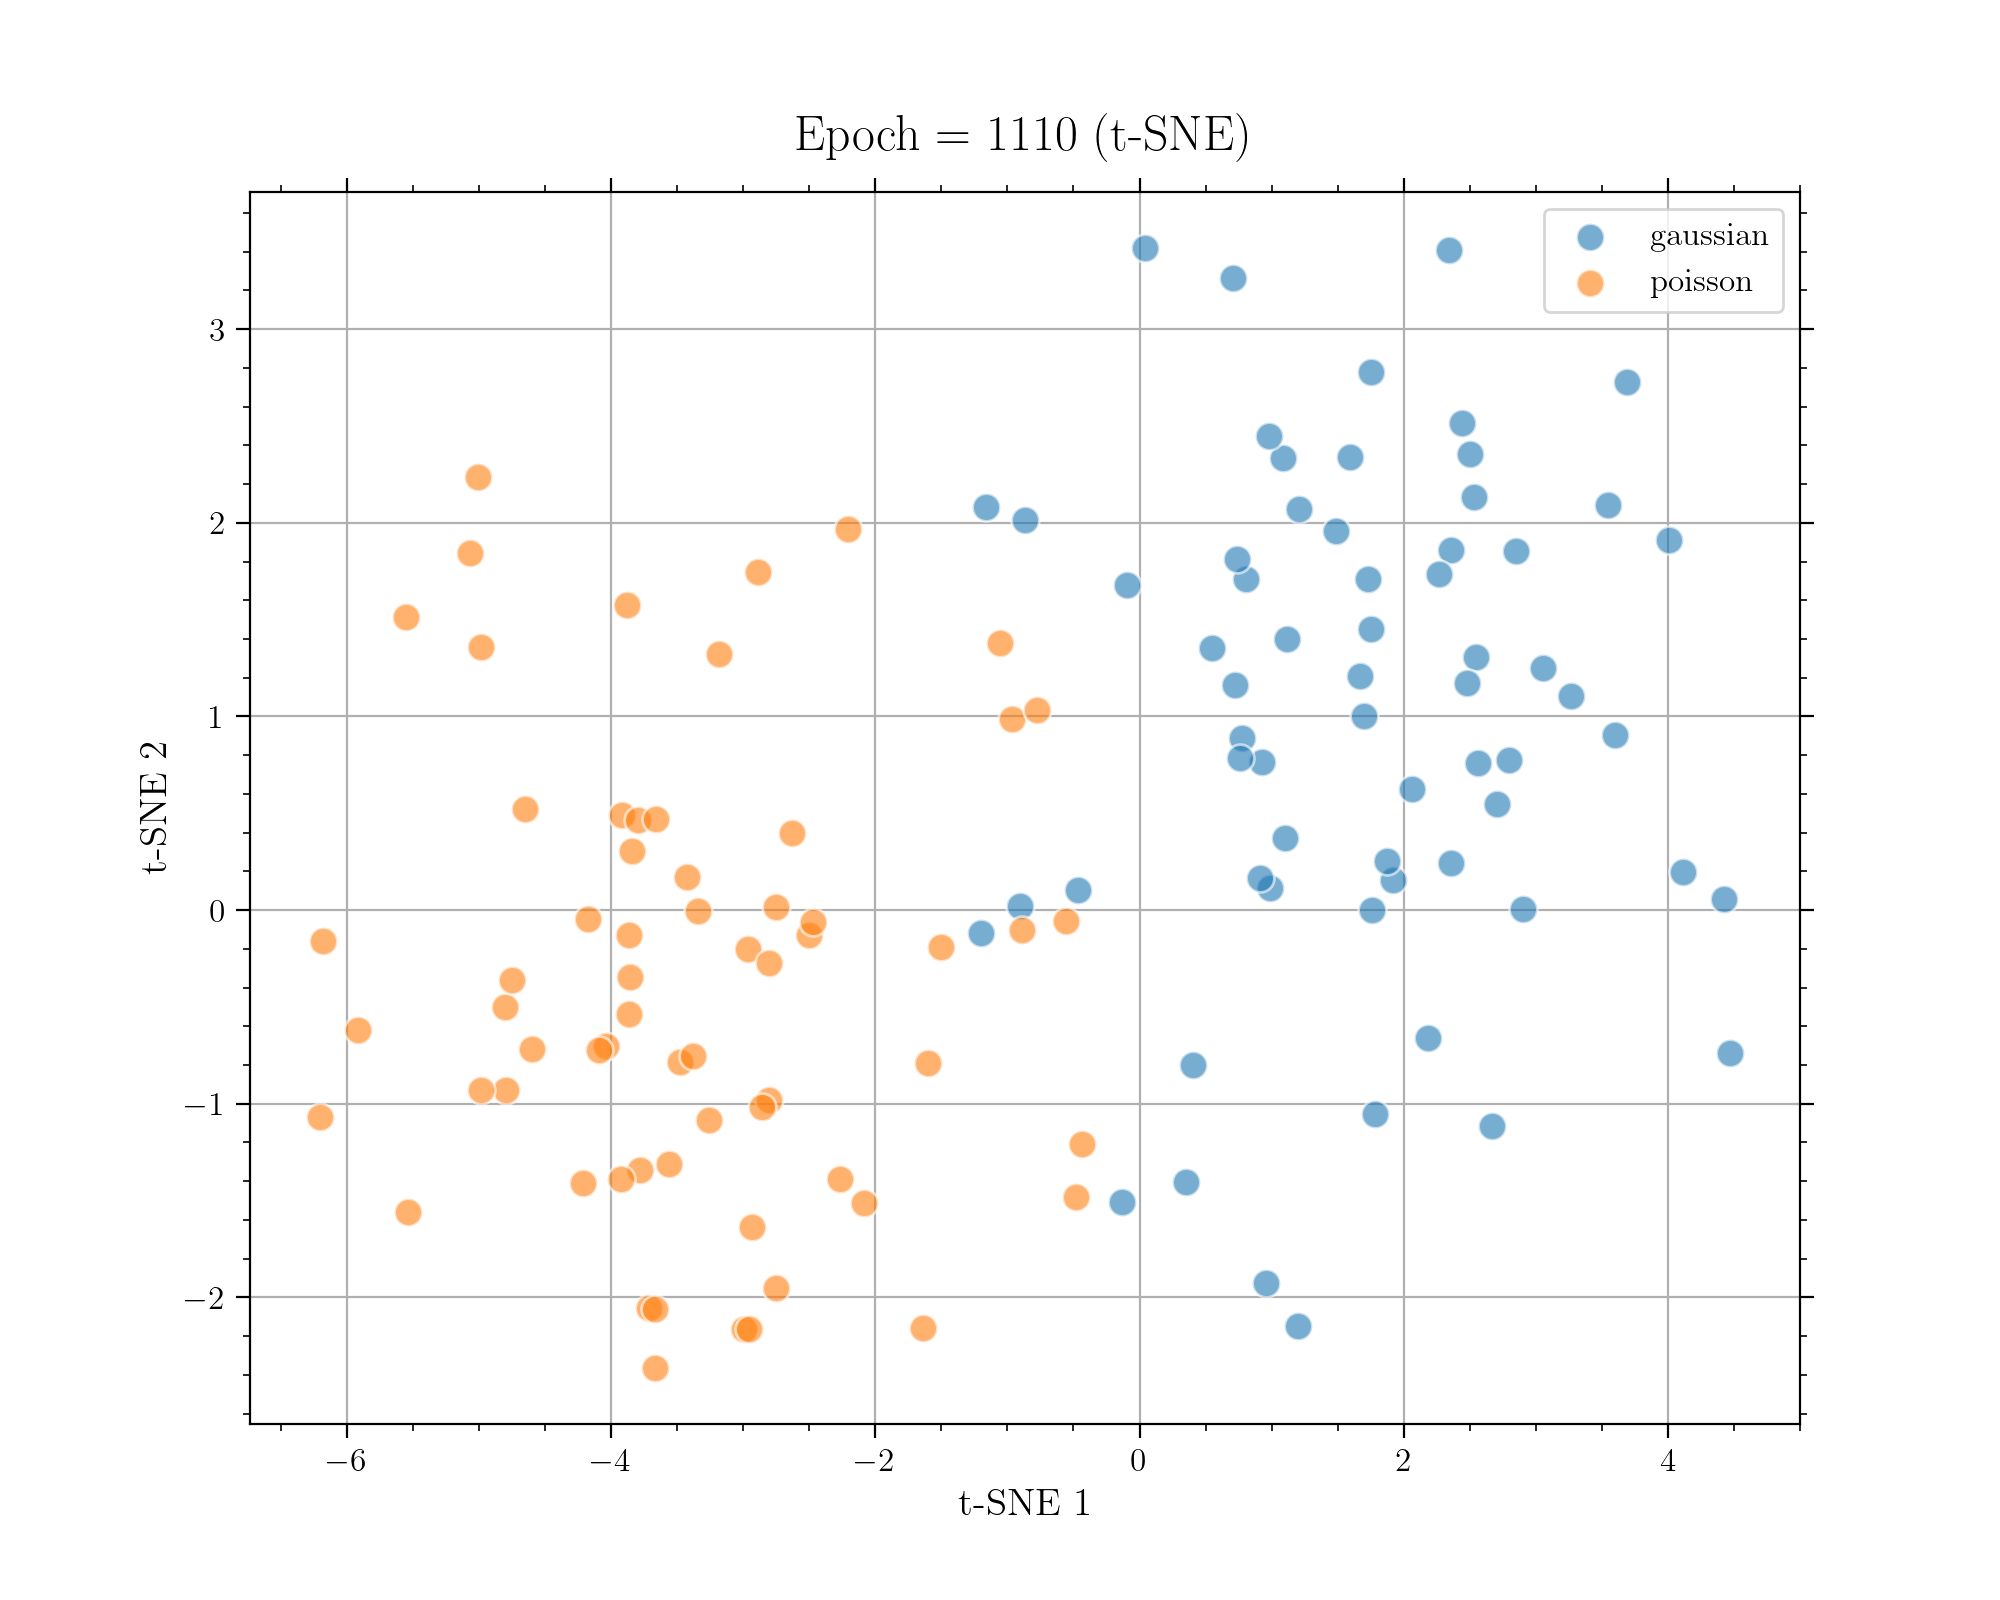 Epoch = 1110 (t-SNE)
gaussian
poisson
3
2
1
0
−1
−2
t-SNE 2
−6
−4
−2
0
2
4
t-SNE 1